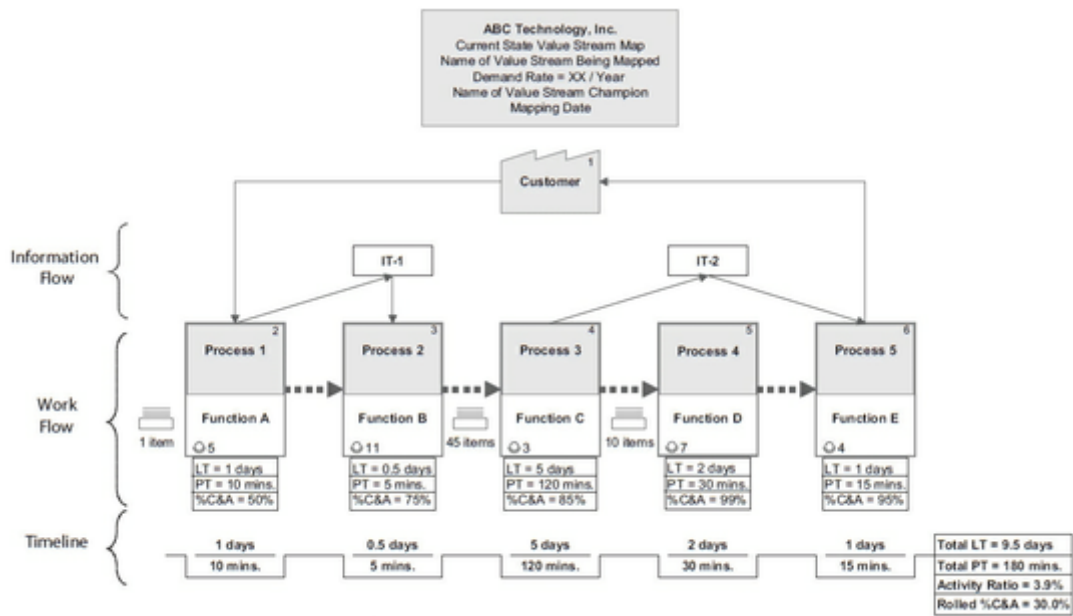 ABC Technology, Inc.
Current State Value Stream Map
Name of Value Stream Being Mapped
Demand Rate = XX / Year
Name of Value Stream Champion
Mapping Date
1
Customer
Information
Flow
IT-1
IT-2
2
Process 1
3
Process 2
4
Process 3
5
Process 4
6
Process 5
Work
Flow
1 item
Function A
5
Function B
11
45 items
Function C
3
10 items
Function D
7
Function E
4
LT = 1 days
PT = 10 mins.
%C&A = 50%
LT = 0.5 days
PT = 5 mins.
%C&A = 75%
LT = 5 days
PT = 120 mins.
%C&A = 85%
LT = 2 days
PT = 30 mins.
%C&A = 99%
LT = 1 days
PT = 15 mins.
%C&A = 95%
Timeline
1 days
10 mins.
0.5 days
5 mins.
5 days
120 mins.
2 days
30 mins.
1 days
15 mins.
Total LT = 9.5 days
Total PT = 180 mins.
Activity Ratio = 3.9%
Rolled %C&A = 30.0%